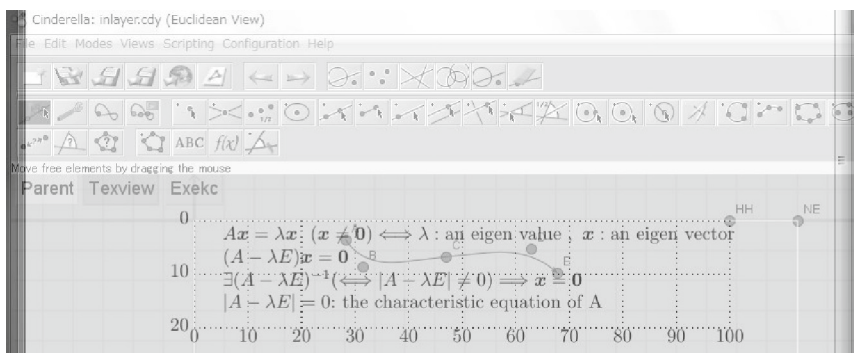 Cinderella: inlayer.cdy (Euclidean View)
File Edit Modes Views Scripting Configuration Help
ABC f(x)
Move free elements by dragging the mouse
Parent Texview Exekc
HH NE
0
Ax = λx (x ≠ 0) ⟺ λ : an eigen value , x : an eigen vector
(A − λE)x = 0
B C E
10
∃(A − λE)⁻¹(⟺ |A − λE| ≠ 0) ⟹ x = 0
|A − λE| = 0: the characteristic equation of A
20
0 10 20 30 40 50 60 70 80 90 100